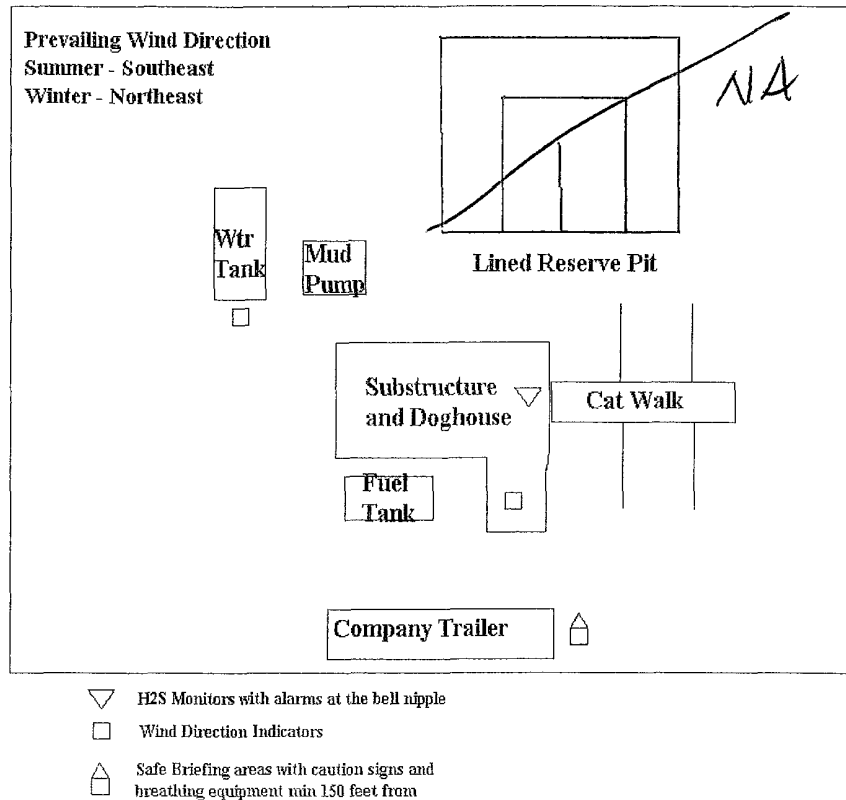 Prevailing Wind Direction
Summer - Southeast
Winter - Northeast
NA
Wtr
Tank
Mud
Pump
Lined Reserve Pit
Substructure
and Doghouse
Cat Walk
Fuel
Tank
Company Trailer
H2S Monitors with alarms at the bell nipple
Wind Direction Indicators
Safe Briefing areas with caution signs and
breathing equipment min 150 feet from